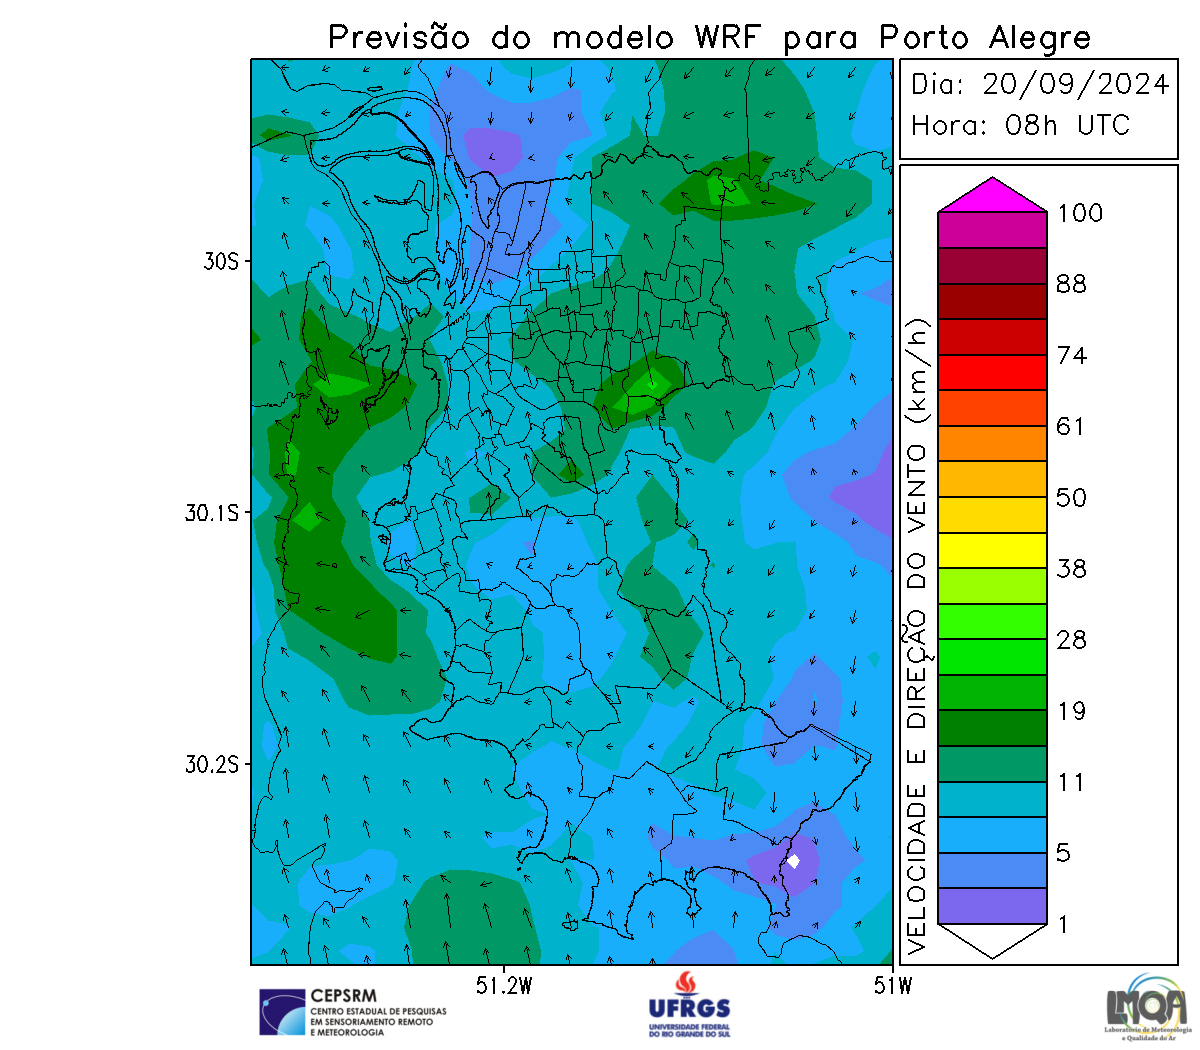 Previsão do modelo WRF para Porto Alegre
Dia: 20/09/2024
Hora: 08h UTC
30S
30.1S
30.2S
51.2W
51W
VELOCIDADE E DIREÇÃO DO VENTO (km/h)
100
88
74
61
50
38
28
19
11
5
1
CEPSRM
CENTRO ESTADUAL DE PESQUISAS
EM SENSORIAMENTO REMOTO
E METEOROLOGIA
UFRGS
UNIVERSIDADE FEDERAL
DO RIO GRANDE DO SUL
LMQA
Laboratório de Meteorologia
e Qualidade do Ar